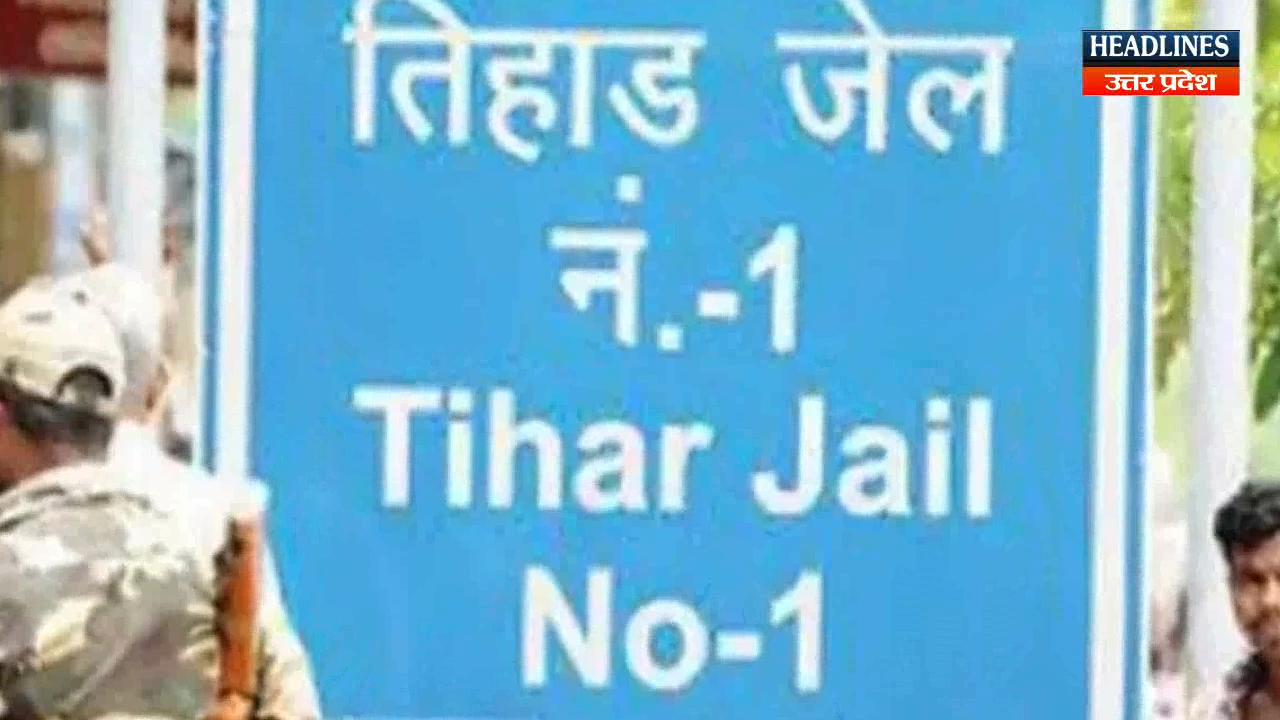 HEADLINES
उत्तर प्रदेश
तिहाड जेल
नं.-1
Tihar Jail
No-1